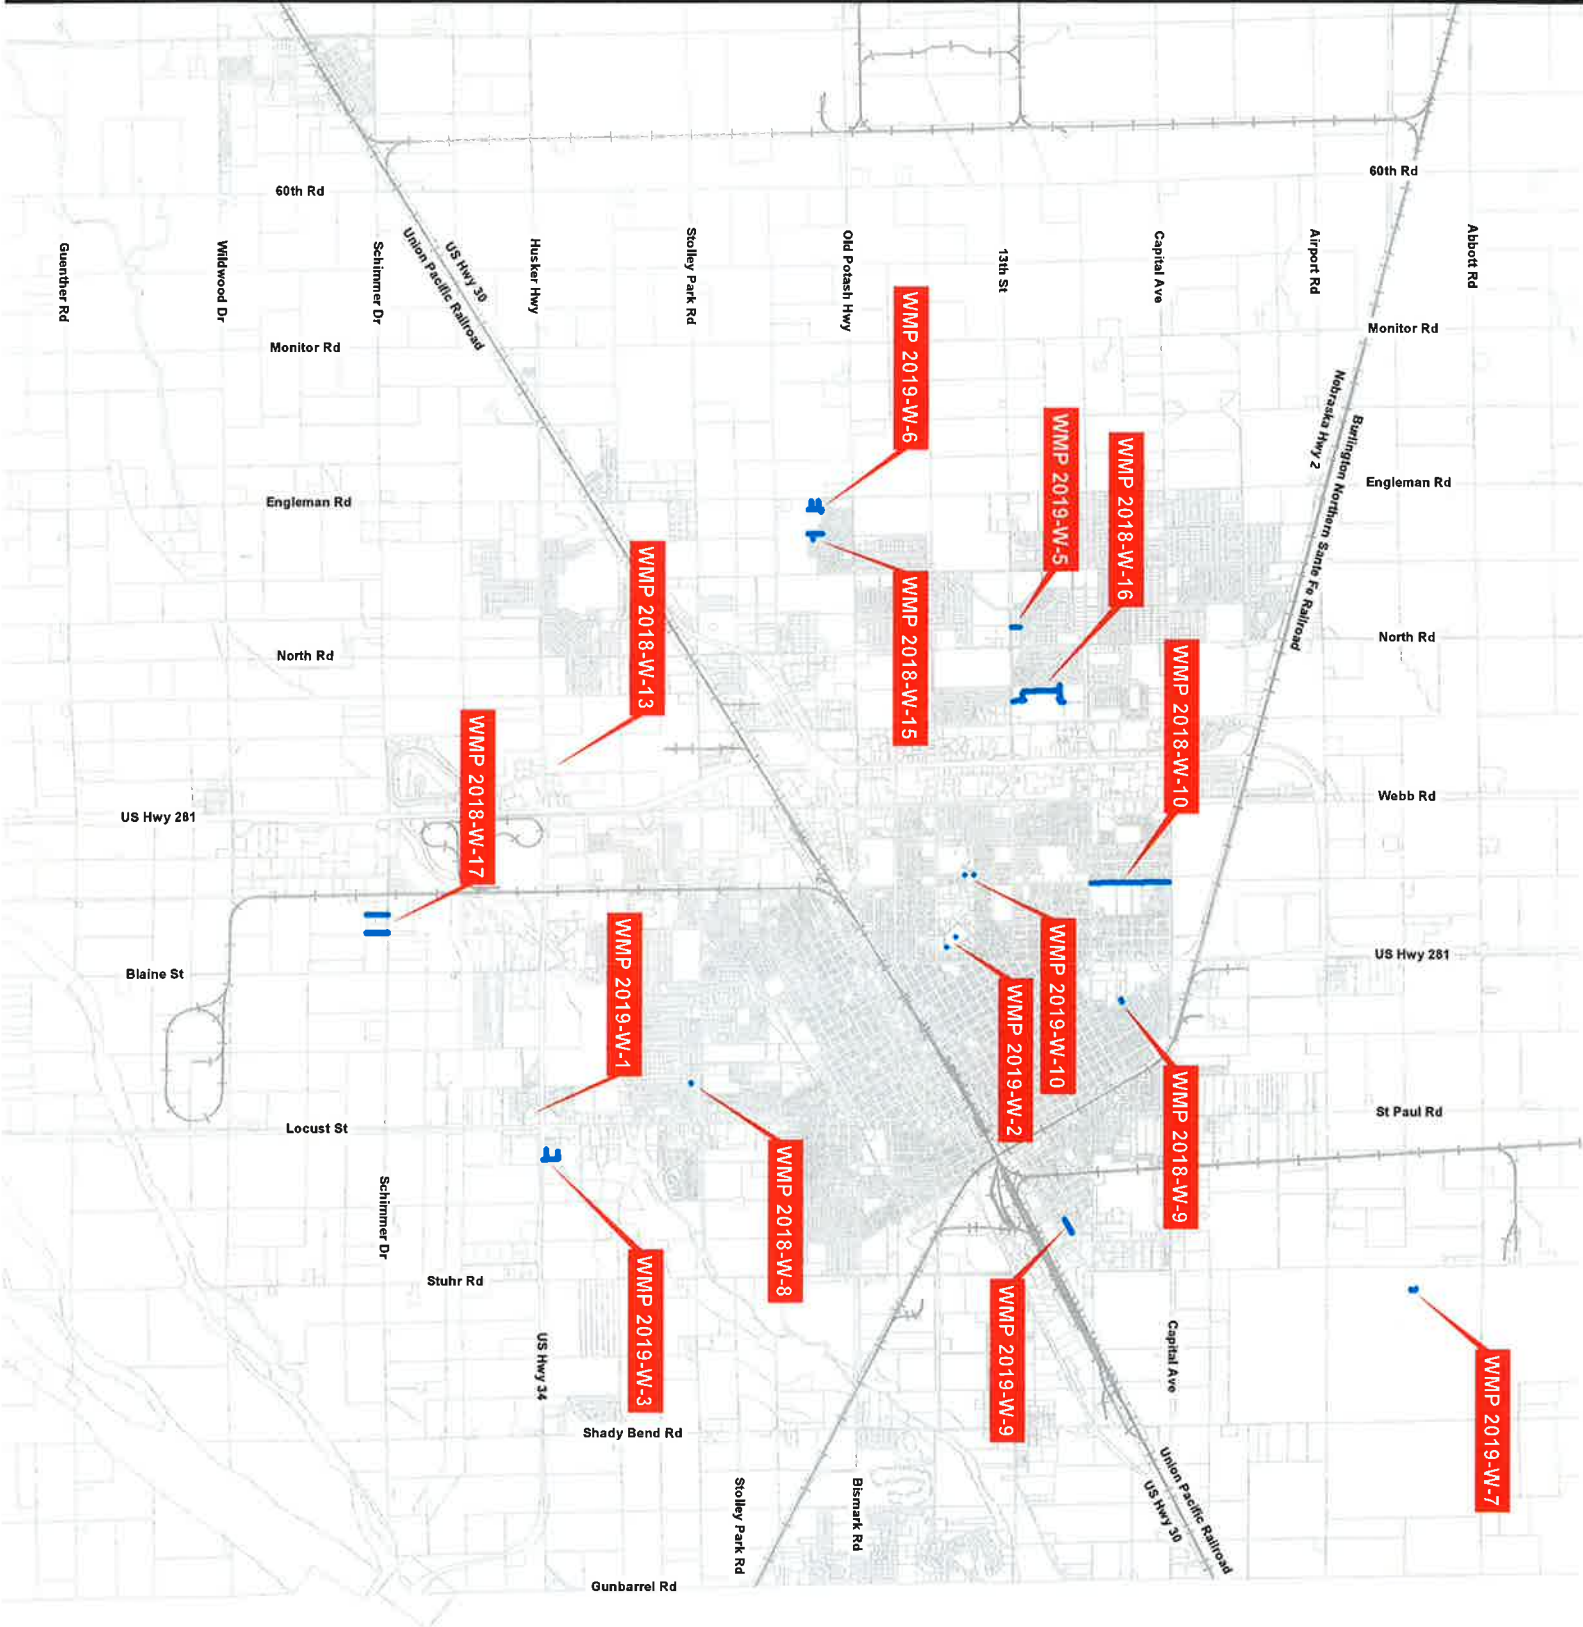 60th Rd
60th Rd
Guenther Rd
Wildwood Dr
Schimmer Dr
US Hwy 30
Union Pacific Railroad
Husker Hwy
Stolley Park Rd
Old Potash Hwy
13th St
Capital Ave
Airport Rd
Abbott Rd
Monitor Rd
Monitor Rd
WMP 2019-W-6
WMP 2019-W-5
WMP 2018-W-16
Nebraska Hwy 2
Burlington Northern Sante Fe Railroad
Engleman Rd
Engleman Rd
WMP 2018-W-13
WMP 2018-W-15
North Rd
North Rd
WMP 2018-W-10
WMP 2018-W-17
US Hwy 281
Webb Rd
WMP 2019-W-1
WMP 2019-W-10
WMP 2019-W-2
Blaine St
US Hwy 281
WMP 2018-W-9
Locust St
St Paul Rd
WMP 2018-W-8
Schimmer Dr
Stuhr Rd
WMP 2019-W-3
WMP 2019-W-9
US Hwy 34
Capital Ave
WMP 2019-W-7
Shady Bend Rd
Stolley Park Rd
Bismark Rd
Union Pacific Railroad
US Hwy 30
Gunbarrel Rd